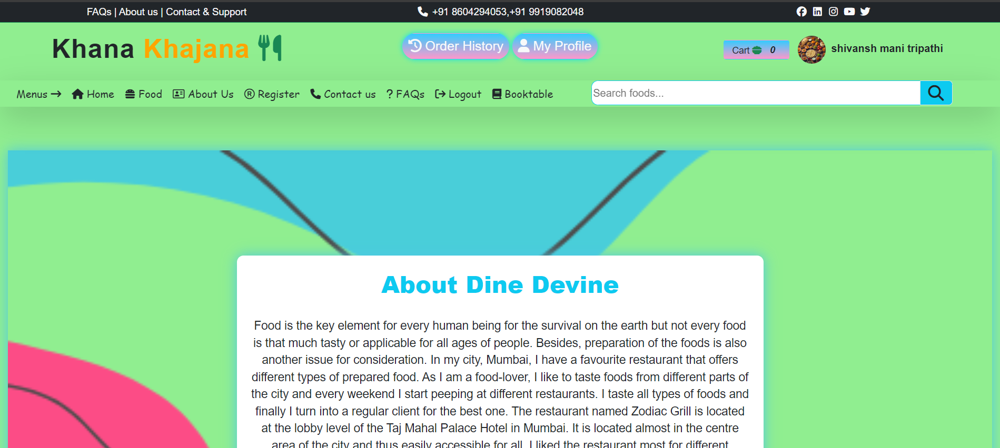 FAQs | About us | Contact & Support
+91 8604294053,+91 9919082048
Khana Khajana
Order History
My Profile
Cart 0
shivansh mani tripathi
Menus → Home Food About Us Register Contact us ? FAQs Logout Booktable
Search foods...
About Dine Devine
Food is the key element for every human being for the survival on the earth but not every food
is that much tasty or applicable for all ages of people. Besides, preparation of the foods is also
another issue for consideration. In my city, Mumbai, I have a favourite restaurant that offers
different types of prepared food. As I am a food-lover, I like to taste foods from different parts of
the city and every weekend I start peeping at different restaurants. I taste all types of foods and
finally I turn into a regular client for the best one. The restaurant named Zodiac Grill is located
at the lobby level of the Taj Mahal Palace Hotel in Mumbai. It is located almost in the centre
area of the city and thus easily accessible for all. I liked the restaurant most for different